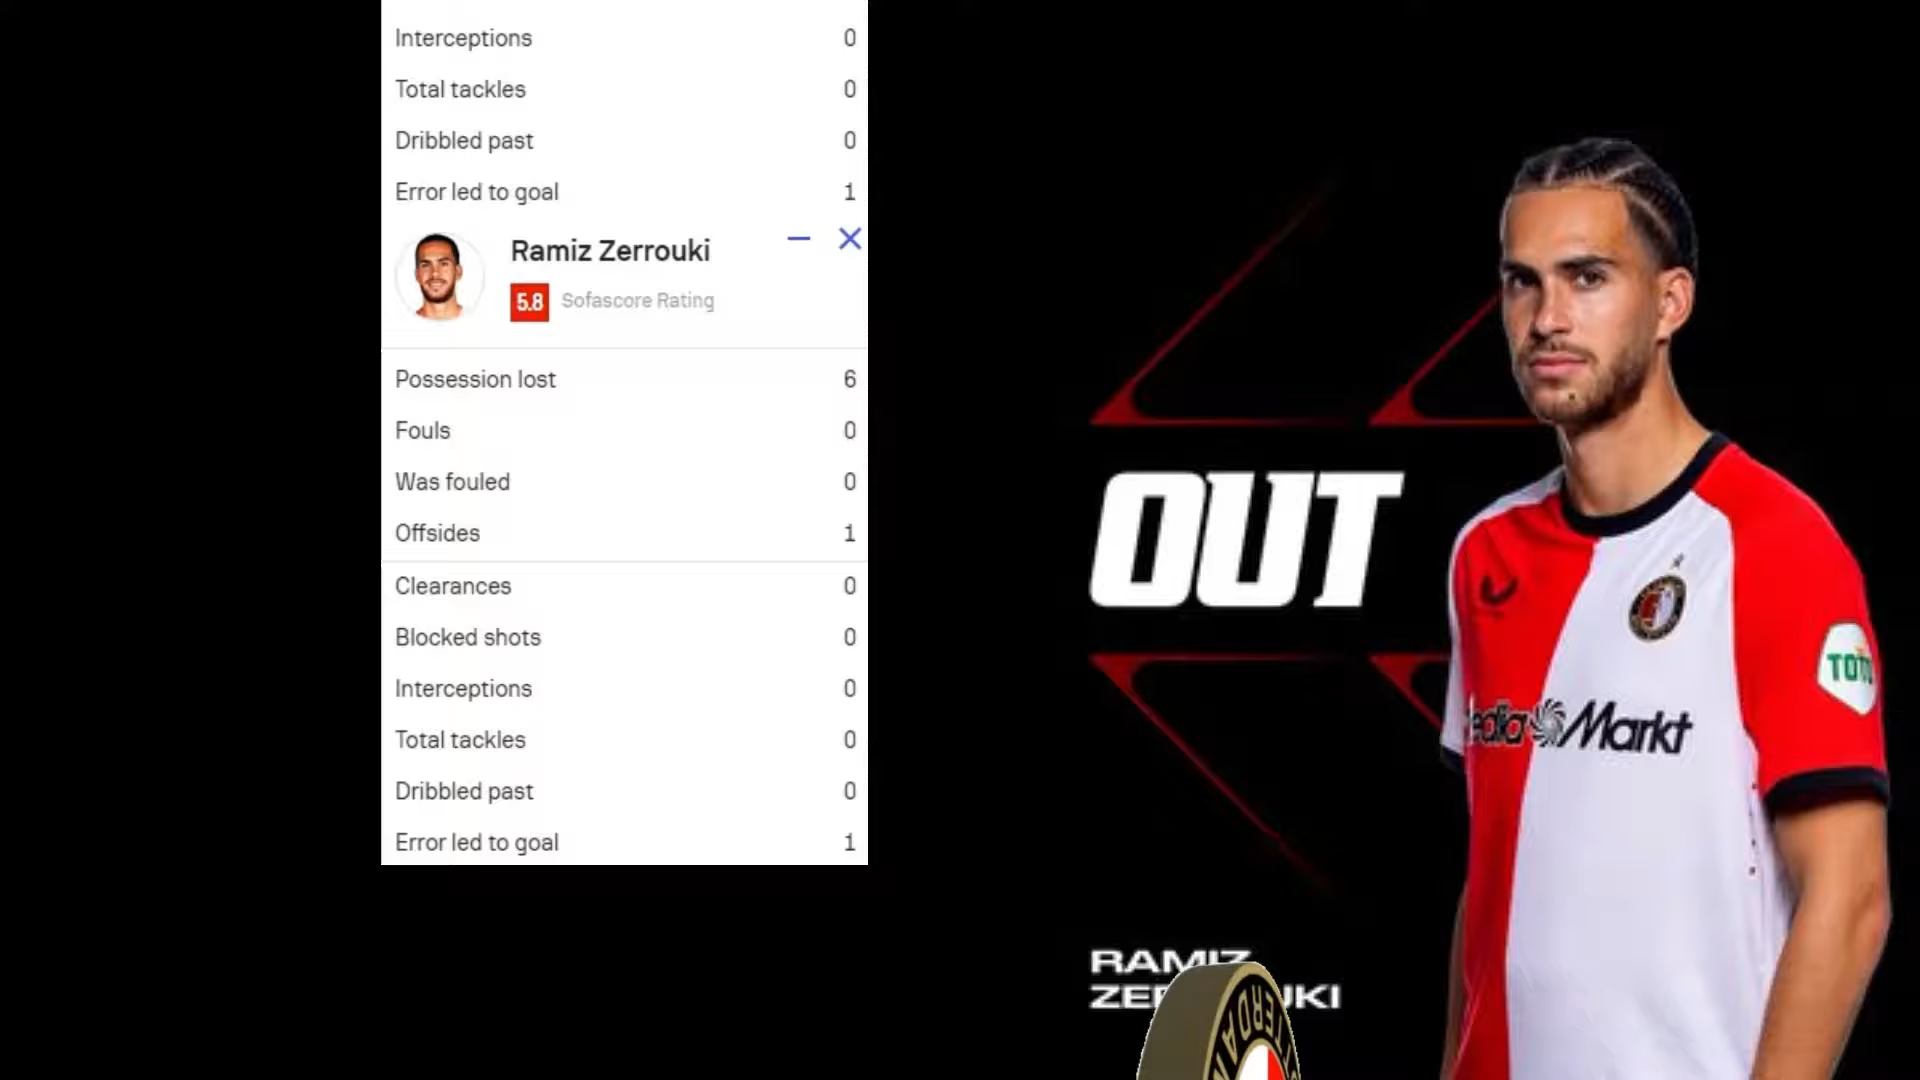 Interceptions 0
Total tackles 0
Dribbled past 0
Error led to goal 1
Ramiz Zerrouki
5.8 Sofascore Rating
Possession lost 6
Fouls 0
Was fouled 0
Offsides 1
Clearances 0
Blocked shots 0
Interceptions 0
Total tackles 0
Dribbled past 0
Error led to goal 1
OUT
TOTO
Markt
RAMIZ